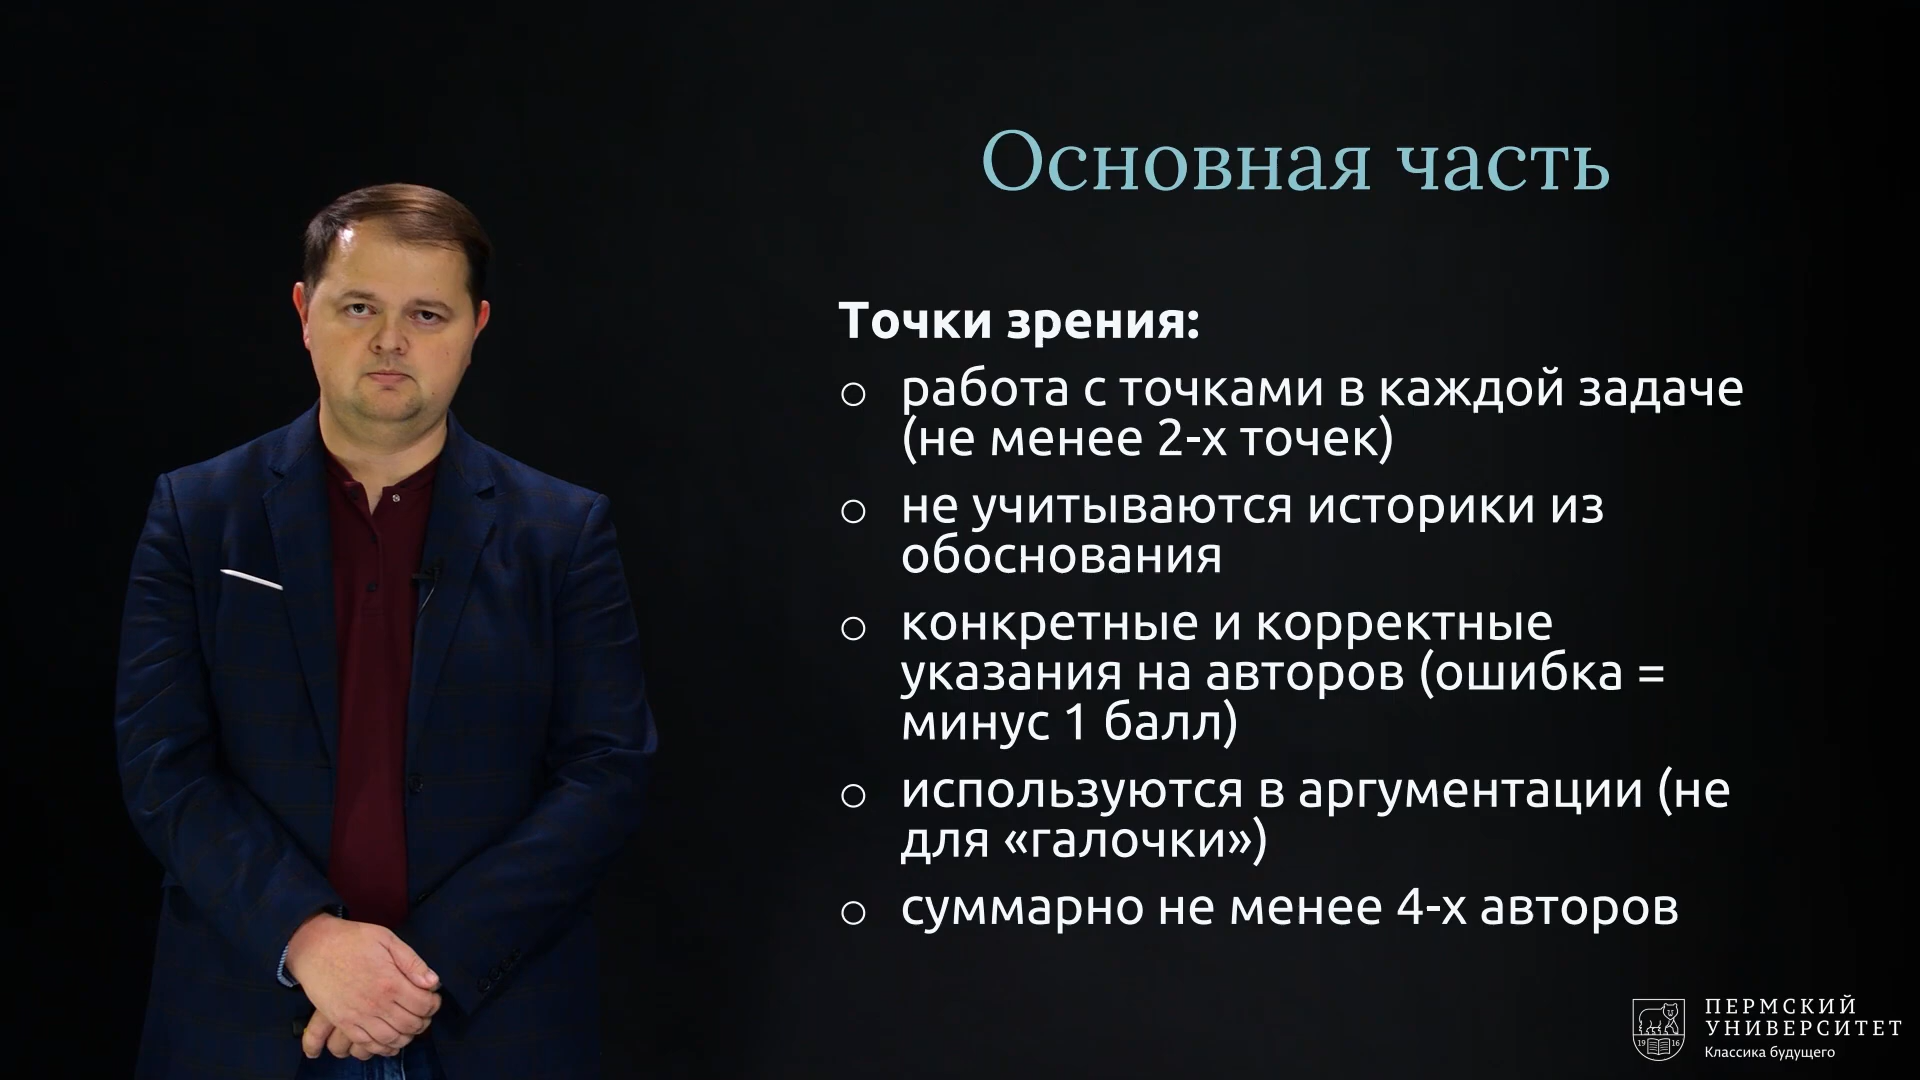 Основная часть
Точки зрения:
работа с точками в каждой задаче
(не менее 2-х точек)
не учитываются историки из
обоснования
конкретные и корректные
указания на авторов (ошибка =
минус 1 балл)
используются в аргументации (не
для «галочки»)
суммарно не менее 4-х авторов
ПЕРМСКИЙ
УНИВЕРСИТЕТ
19 16
Классика будущего